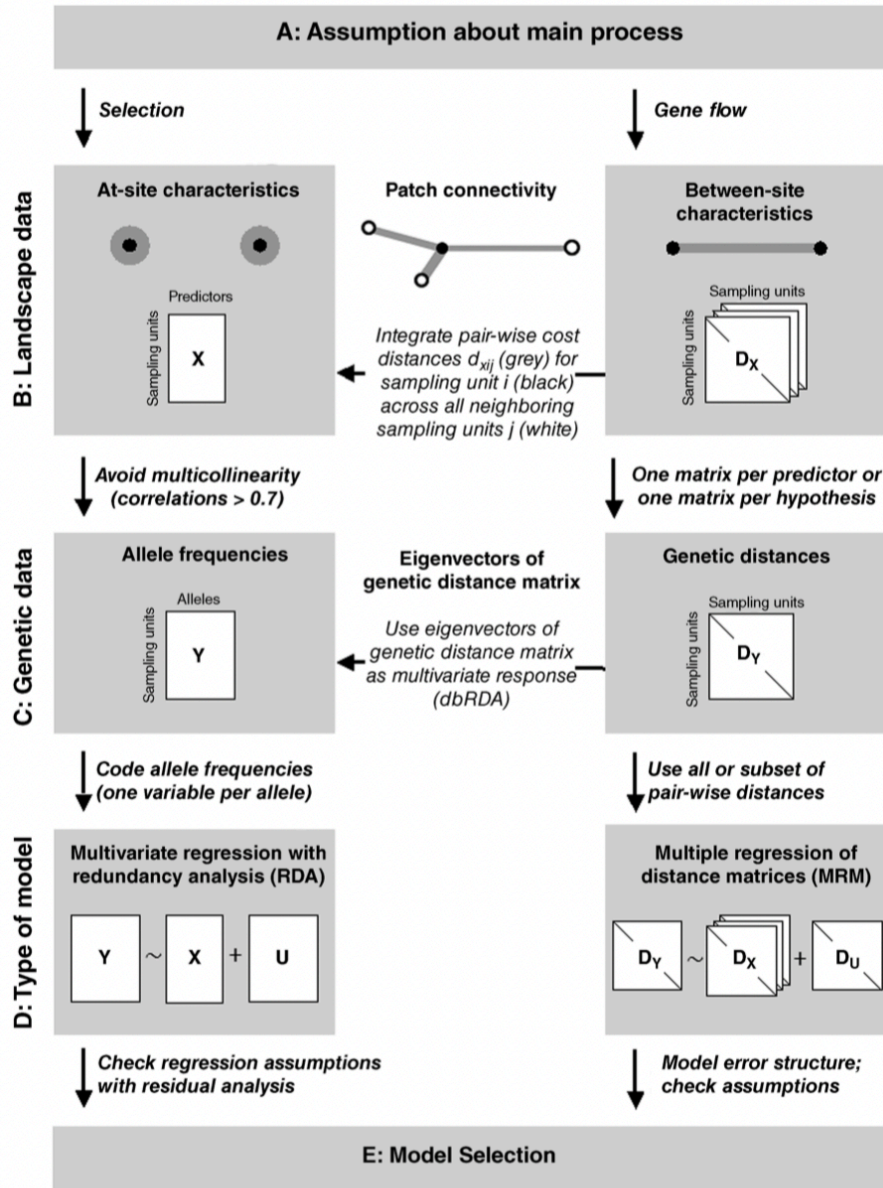 A: Assumption about main process
Selection
Gene flow
B: Landscape data
At-site characteristics
Predictors
Sampling units
X
Patch connectivity
Integrate pair-wise cost
distances dxij (grey) for
sampling unit i (black)
across all neighboring
sampling units j (white)
Between-site
characteristics
Sampling units
Sampling units
DX
Avoid multicollinearity
(correlations > 0.7)
One matrix per predictor or
one matrix per hypothesis
C: Genetic data
Allele frequencies
Alleles
Sampling units
Y
Eigenvectors of
genetic distance matrix
Use eigenvectors of
genetic distance matrix
as multivariate response
(dbRDA)
Genetic distances
Sampling units
Sampling units
DY
Code allele frequencies
(one variable per allele)
Use all or subset of
pair-wise distances
D: Type of model
Multivariate regression with
redundancy analysis (RDA)
Y ~ X + U
Multiple regression of
distance matrices (MRM)
DY ~ DX + DU
Check regression assumptions
with residual analysis
Model error structure;
check assumptions
E: Model Selection